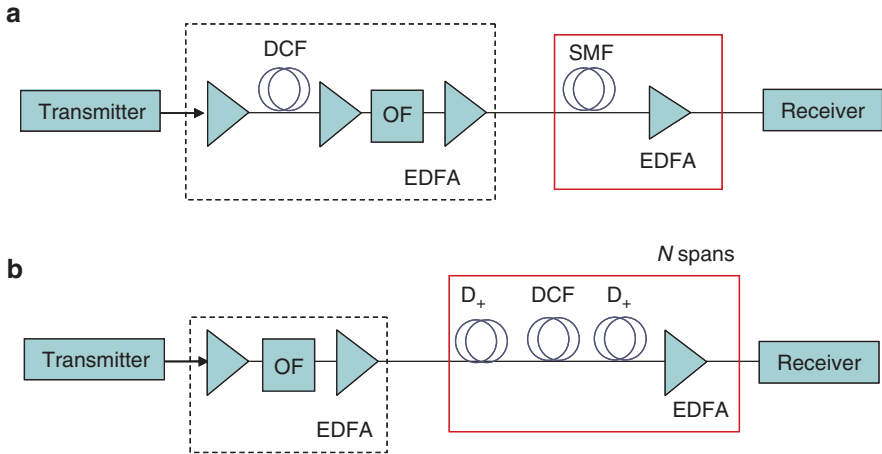 a
DCF
SMF
Transmitter
OF
Receiver
EDFA
EDFA
b
N spans
D+
DCF
D+
Transmitter
OF
Receiver
EDFA
EDFA